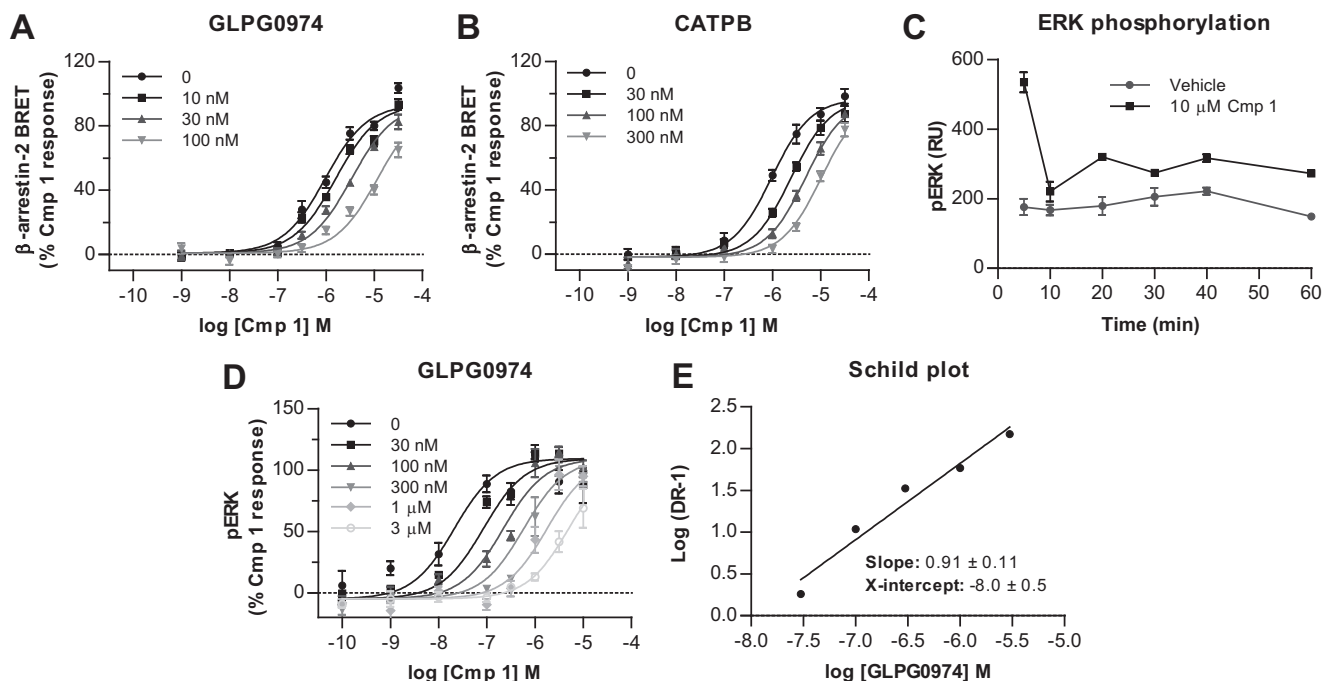 A
GLPG0974
β-arrestin-2 BRET
(% Cmp 1 response)
120
80
40
0
0
10 nM
30 nM
100 nM
-10 -9 -8 -7 -6 -5 -4
log [Cmp 1] M
B
CATPB
β-arrestin-2 BRET
(% Cmp 1 response)
120
80
40
0
0
30 nM
100 nM
300 nM
-10 -9 -8 -7 -6 -5 -4
log [Cmp 1] M
C
ERK phosphorylation
pERK (RU)
600
400
200
0
Vehicle
10 μM Cmp 1
0 10 20 30 40 60
Time (min)
D
GLPG0974
pERK
(% Cmp 1 response)
150
100
50
0
0
30 nM
100 nM
300 nM
1 μM
3 μM
-10 -9 -8 -7 -6 -5 -4
log [Cmp 1] M
E
Schild plot
Log (DR-1)
2.5
2.0
1.5
1.0
0.5
0.0
Slope: 0.91 ± 0.11
X-intercept: -8.0 ± 0.5
-8.0 -7.5 -7.0 -6.5 -6.0 -5.5 -5.0
log [GLPG0974] M